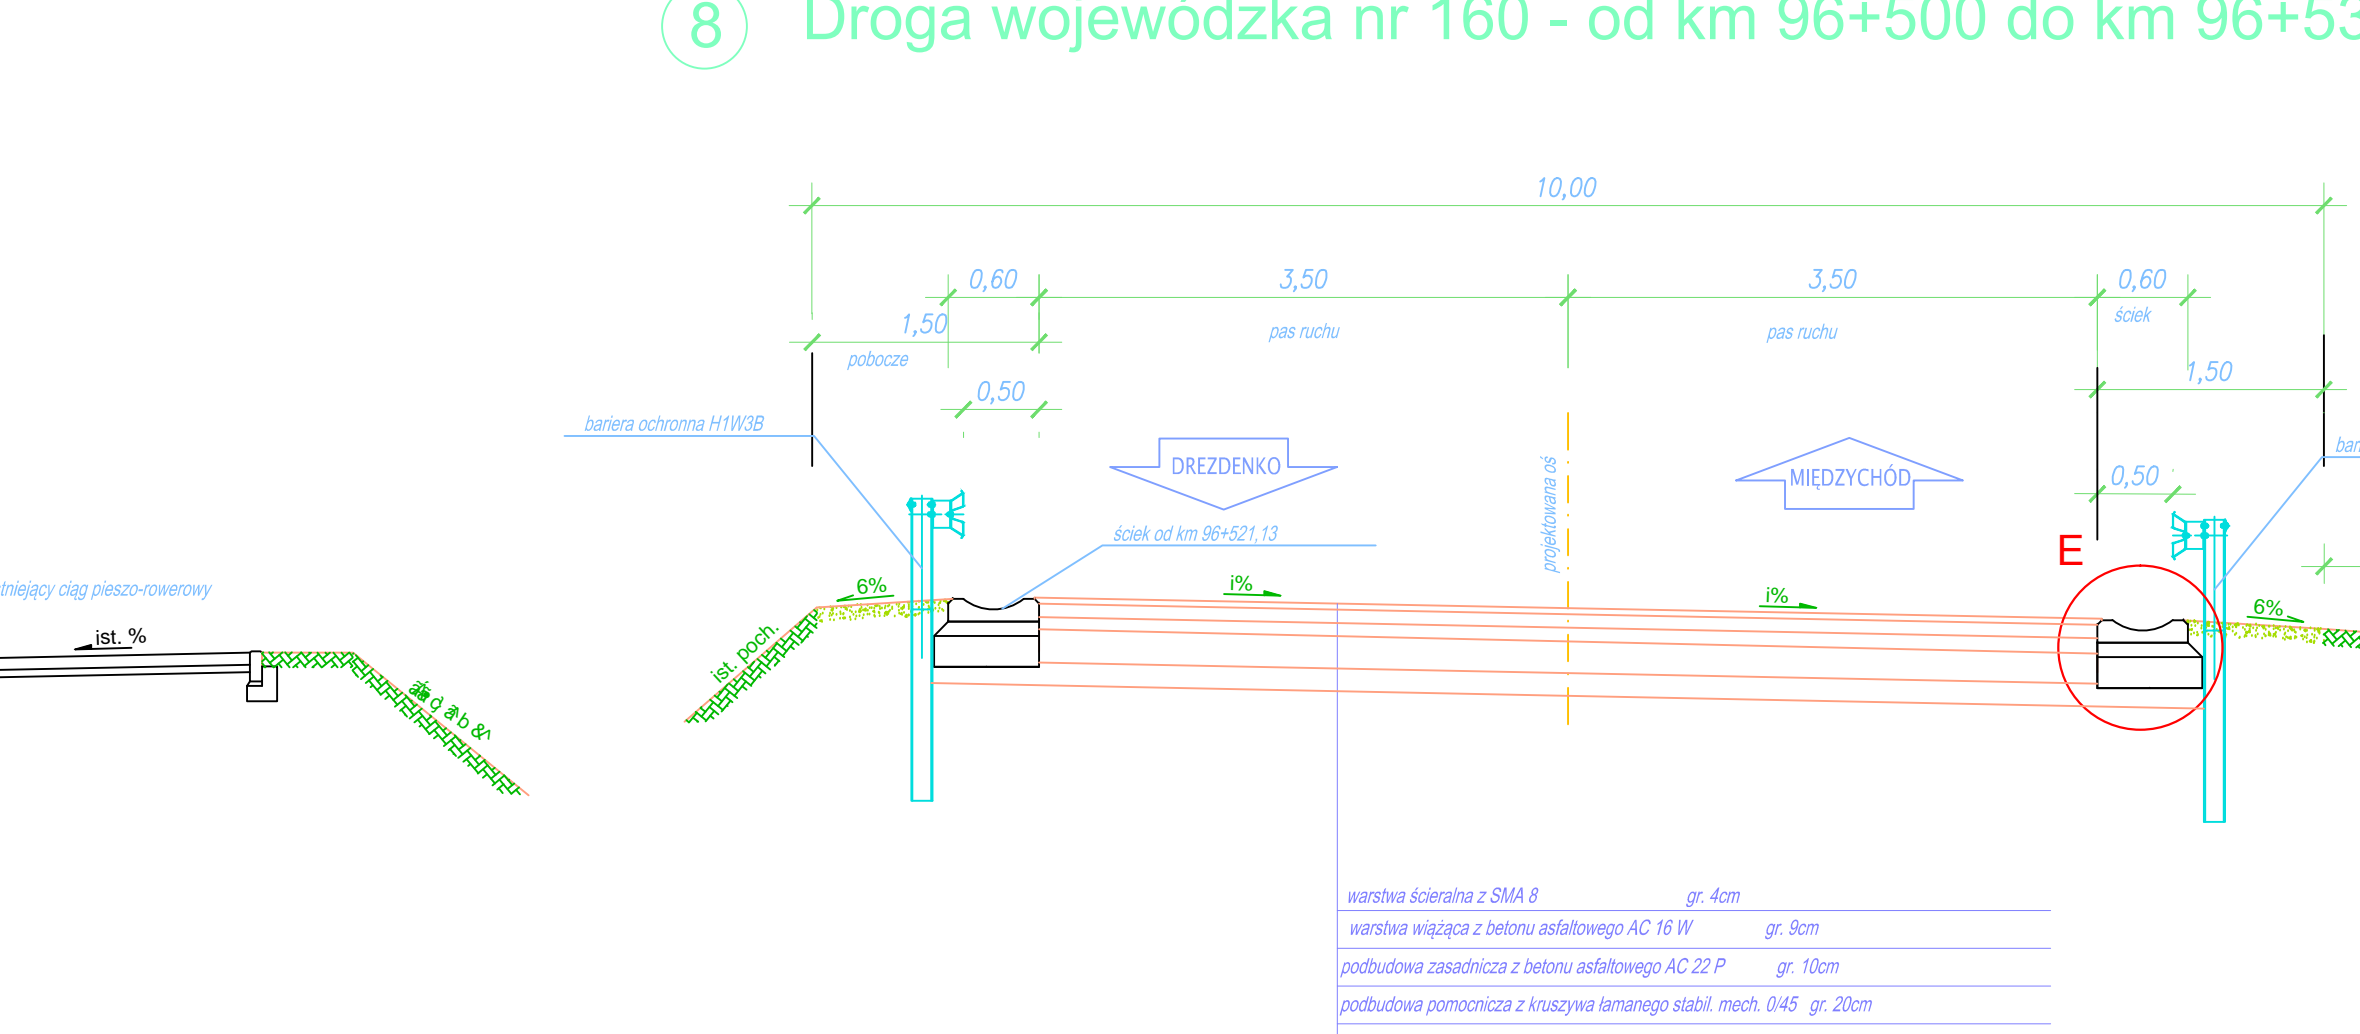 8 Droga wojewódzka nr 160 - od km 96+500 do km 96+53
10,00
0,60 3,50 3,50 0,60
1,50 pas ruchu pas ruchu ściek
pobocze 1,50
0,50
bariera ochronna H1W3B
DREZDENKO MIĘDZYCHÓD 0,50
projektowana oś
ściek od km 96+521,13
E
ciąg pieszo-rowerowy
6% i% i% 6%
ist. %
ist. poch.
warstwa ścieralna z SMA 8 gr. 4cm
warstwa wiążąca z betonu asfaltowego AC 16 W gr. 9cm
podbudowa zasadnicza z betonu asfaltowego AC 22 P gr. 10cm
podbudowa pomocnicza z kruszywa łamanego stabil. mech. 0/45 gr. 20cm